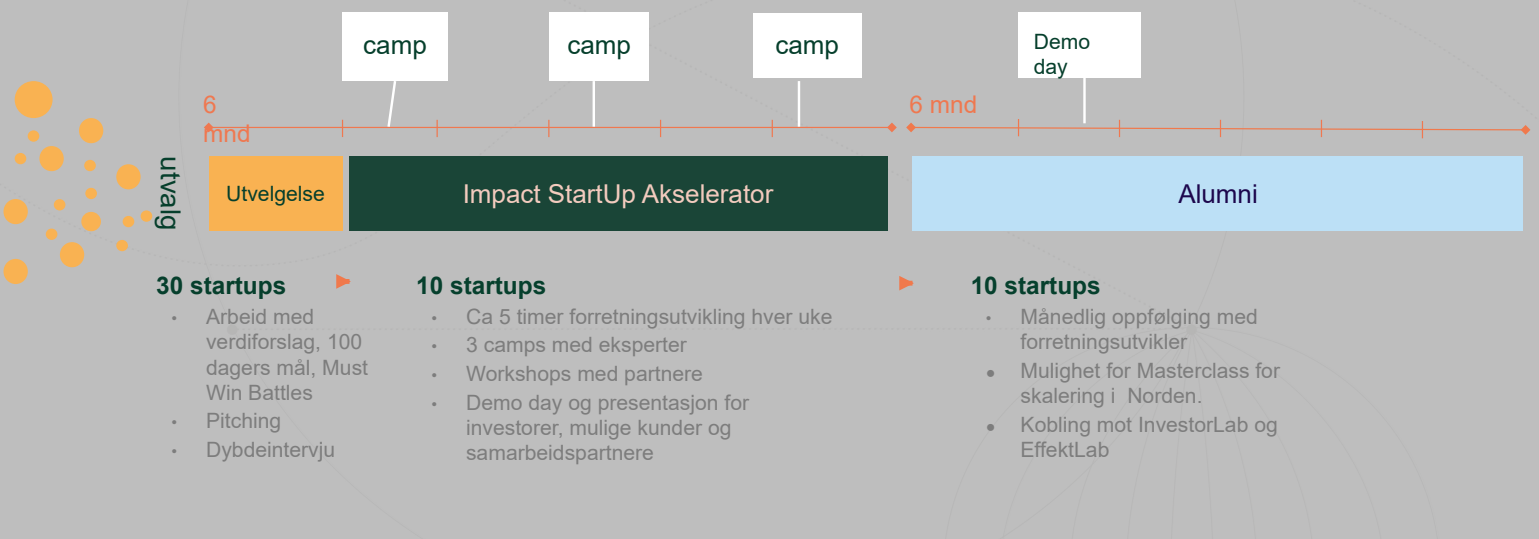 camp
camp
camp
Demo
day
6
mnd
6 mnd
utvalg
Utvelgelse
Impact StartUp Akselerator
Alumni
30 startups
• Arbeid med
verdiforslag, 100
dagers mål, Must
Win Battles
• Pitching
• Dybdeintervju
10 startups
• Ca 5 timer forretningsutvikling hver uke
• 3 camps med eksperter
• Workshops med partnere
• Demo day og presentasjon for
investorer, mulige kunder og
samarbeidspartnere
10 startups
• Månedlig oppfølging med
forretningsutvikler
• Mulighet for Masterclass for
skalering i  Norden.
• Kobling mot InvestorLab og
EffektLab